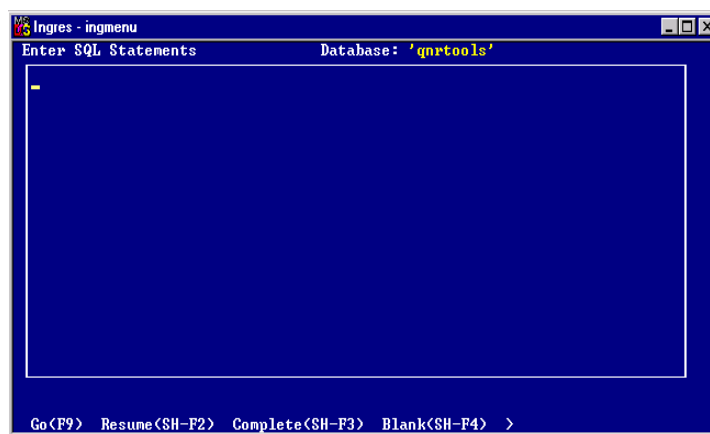 Ingres - ingmenu
Enter SQL Statements Database: 'qnrtools'
Go(F9) Resume(SH-F2) Complete(SH-F3) Blank(SH-F4) >